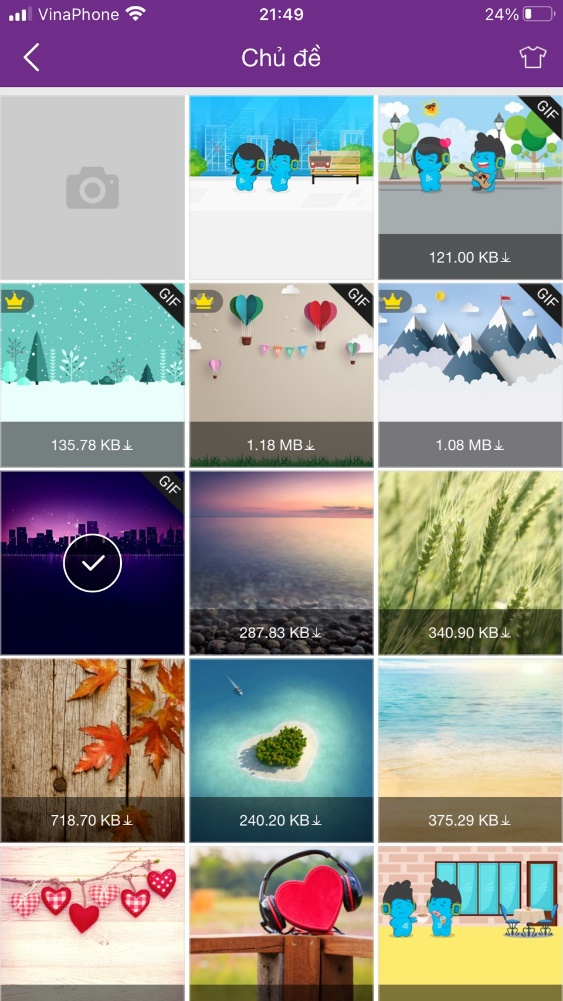 VinaPhone 21:49 24%
Chủ đề
GIF
121.00 KB
GIF GIF GIF
135.78 KB 1.18 MB 1.08 MB
GIF
287.83 KB 340.90 KB
718.70 KB 240.20 KB 375.29 KB